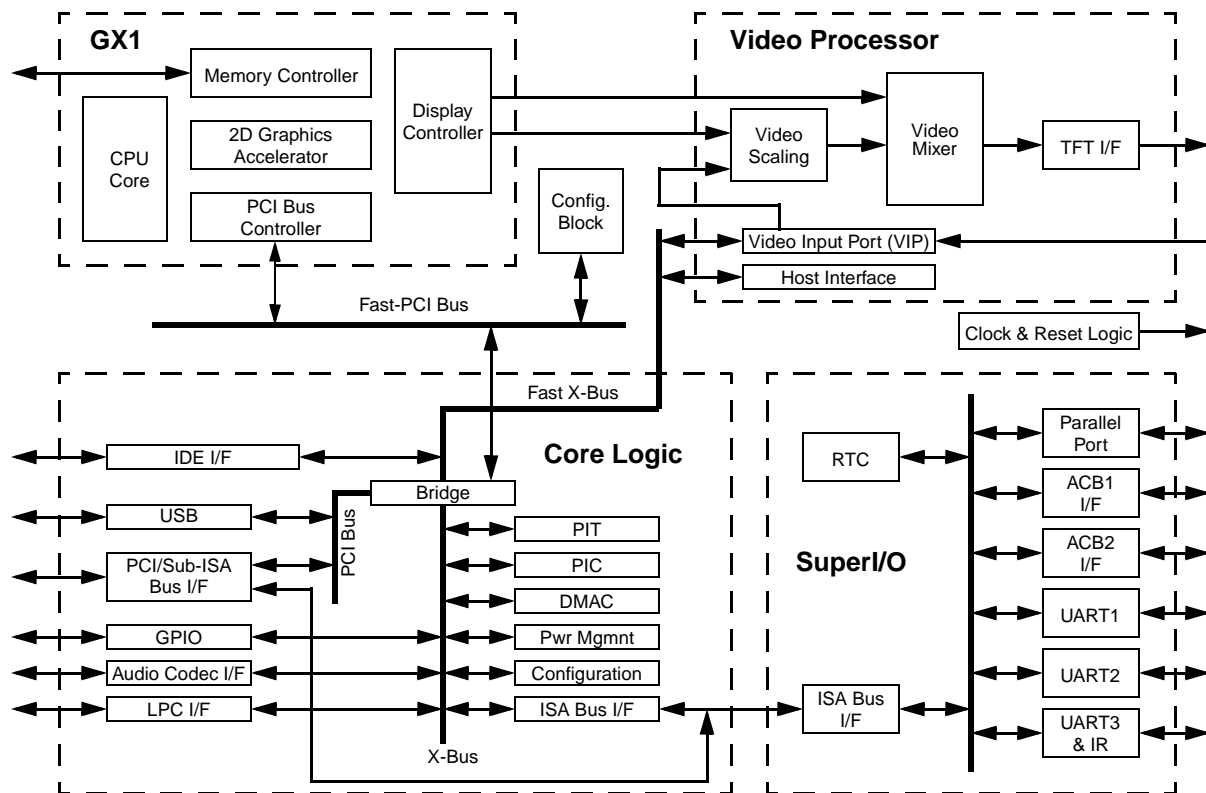 GX1
Memory Controller
CPU
Core
2D Graphics
Accelerator
PCI Bus
Controller
Display
Controller
Config.
Block
Fast-PCI Bus
Video Processor
Video
Scaling
Video
Mixer
TFT I/F
Video Input Port (VIP)
Host Interface
Clock & Reset Logic
Fast X-Bus
Core Logic
IDE I/F
Bridge
USB
PCI Bus
PCI/Sub-ISA
Bus I/F
GPIO
Audio Codec I/F
LPC I/F
PIT
PIC
DMAC
Pwr Mgmnt
Configuration
ISA Bus I/F
X-Bus
SuperI/O
RTC
ISA Bus
I/F
Parallel
Port
ACB1
I/F
ACB2
I/F
UART1
UART2
UART3
& IR